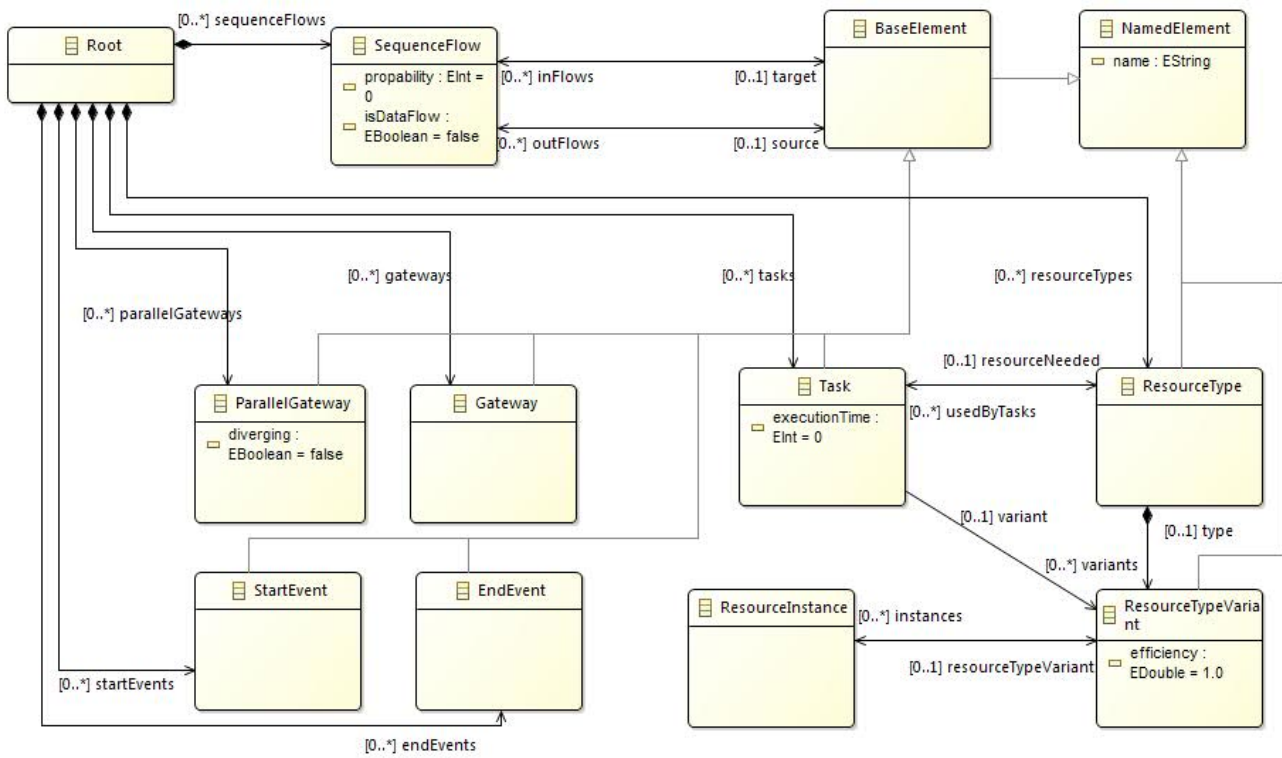 [0..*] sequenceFlows
Root
SequenceFlow
propability : EInt =
0
isDataFlow :
EBoolean = false
BaseElement
NamedElement
name : EString
[0..*] inFlows
[0..1] target
[0..*] outFlows
[0..1] source
[0..*] gateways
[0..*] tasks
[0..*] resourceTypes
[0..*] parallelGateways
ParallelGateway
diverging :
EBoolean = false
Gateway
Task
executionTime :
EInt = 0
[0..1] resourceNeeded
[0..*] usedByTasks
ResourceType
[0..1] variant
[0..1] type
[0..*] variants
StartEvent
EndEvent
ResourceInstance
[0..*] instances
[0..1] resourceTypeVariant
ResourceTypeVaria
nt
efficiency :
EDouble = 1.0
[0..*] startEvents
[0..*] endEvents